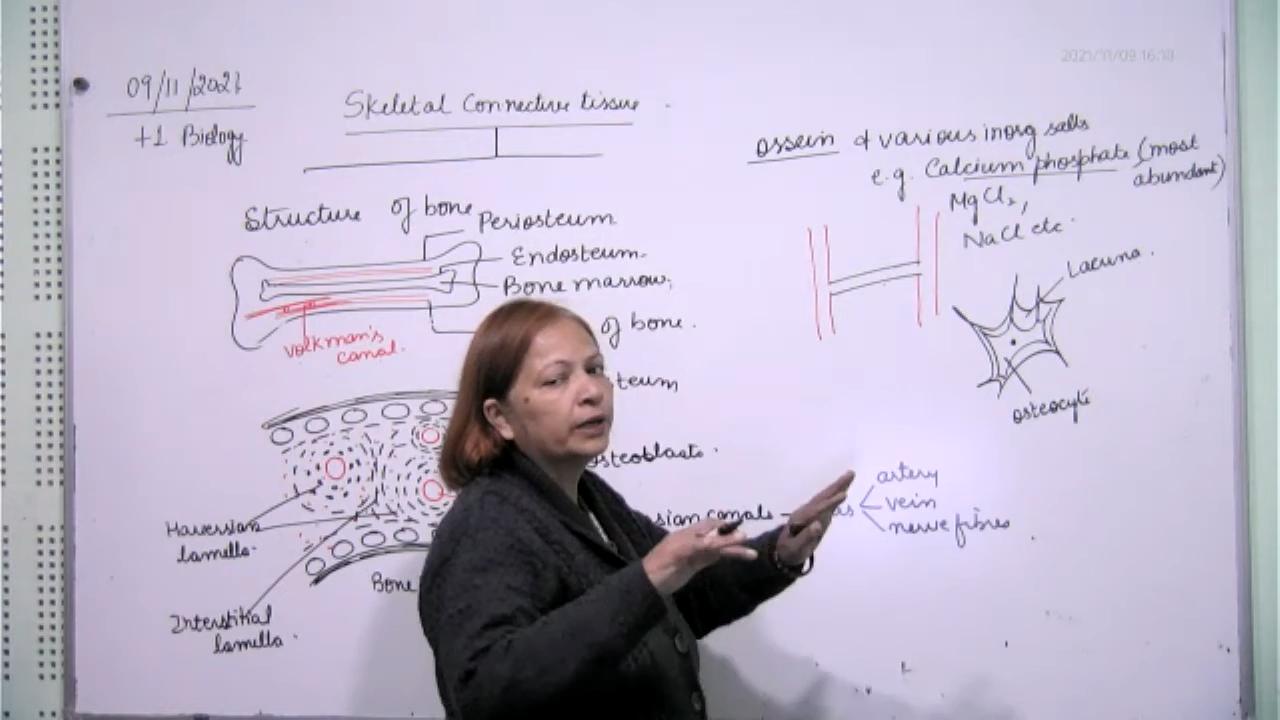 2021/11/09 16:18
09/11/2021
+1 Biology
Skeletal Connective tissue
ossein & various inorg salts
e.g. Calcium phosphate (most
abundant)
MgCl2,
NaCl etc.
Structure of bone
Periosteum
Endosteum
Bone marrow
of bone.
Volkman's
canal.
Lacuna.
osteocyte
teum
steoblasts.
sian canals
artery
vein
nerve fibres
Haversian
lamella.
Interstitial
lamella.
Bone